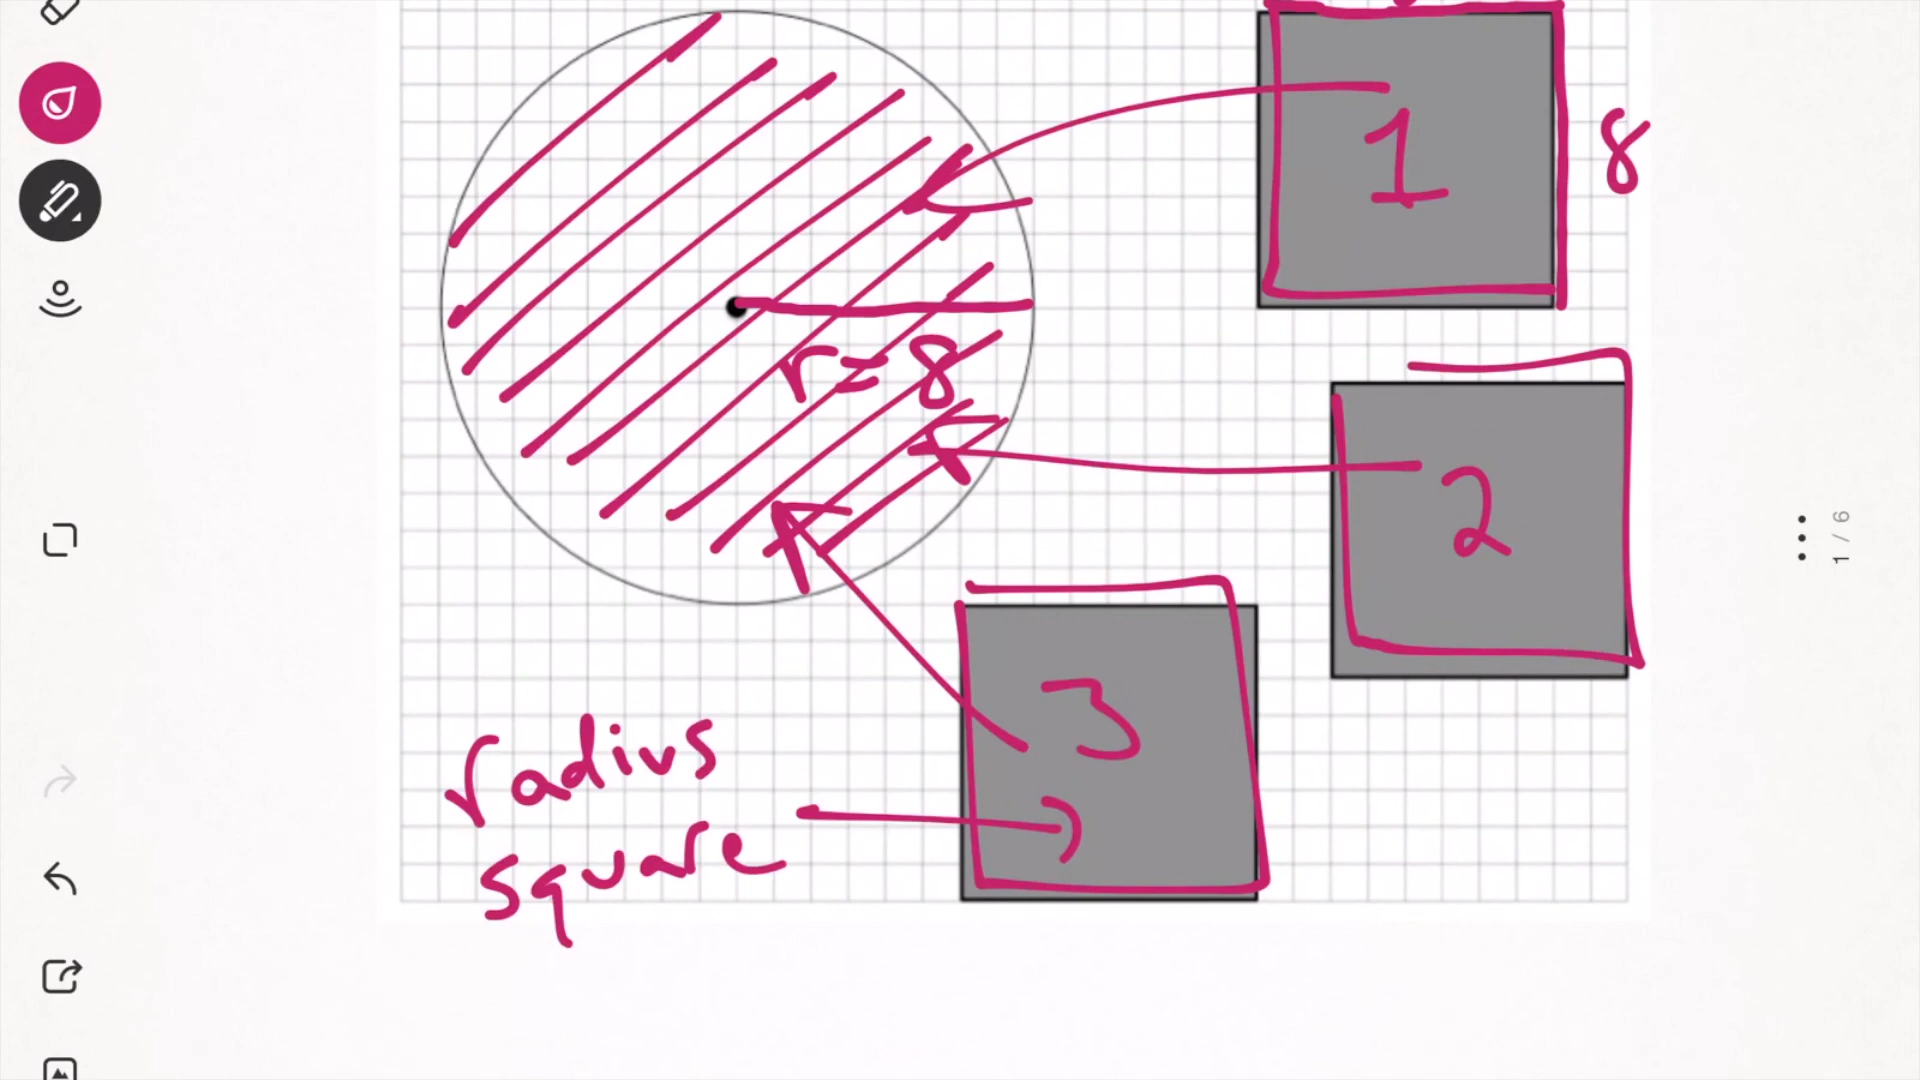 1
8
r = 8
2
3
radius
square
1 / 6